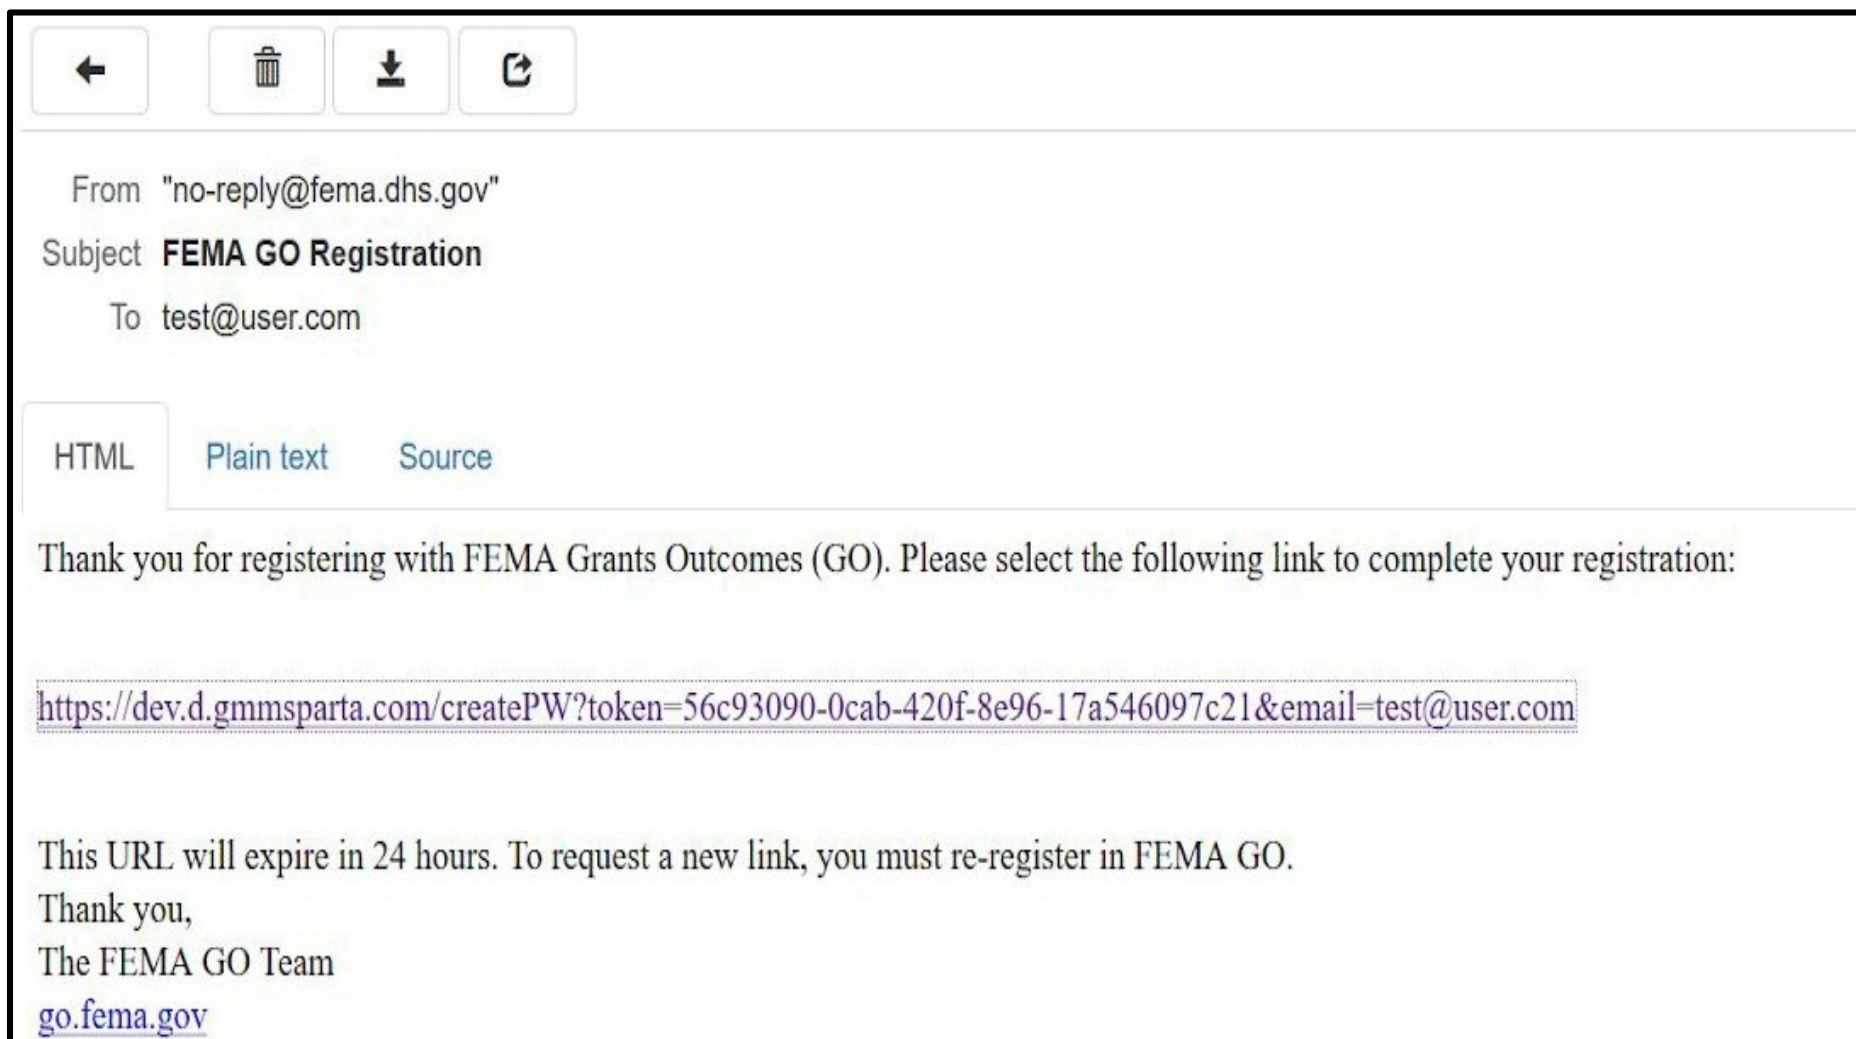 From "no-reply@fema.dhs.gov"
Subject FEMA GO Registration
To test@user.com
HTML Plain text Source
Thank you for registering with FEMA Grants Outcomes (GO). Please select the following link to complete your registration:
https://dev.d.gmmsparta.com/createPW?token=56c93090-0cab-420f-8e96-17a546097c21&email=test@user.com
This URL will expire in 24 hours. To request a new link, you must re-register in FEMA GO.
Thank you,
The FEMA GO Team
go.fema.gov